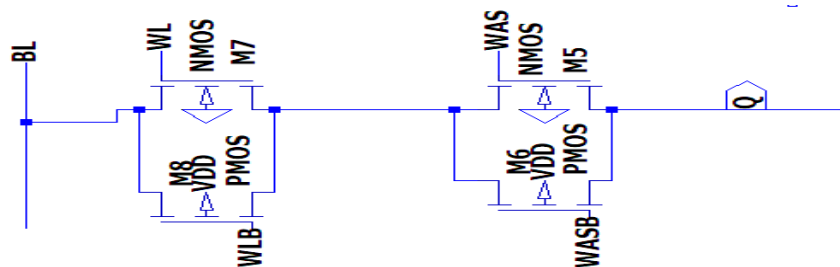 BL
WL
NMOS
M7
M8
VDD
PMOS
WLB
WAS
NMOS
M5
M6
VDD
PMOS
WASB
Q